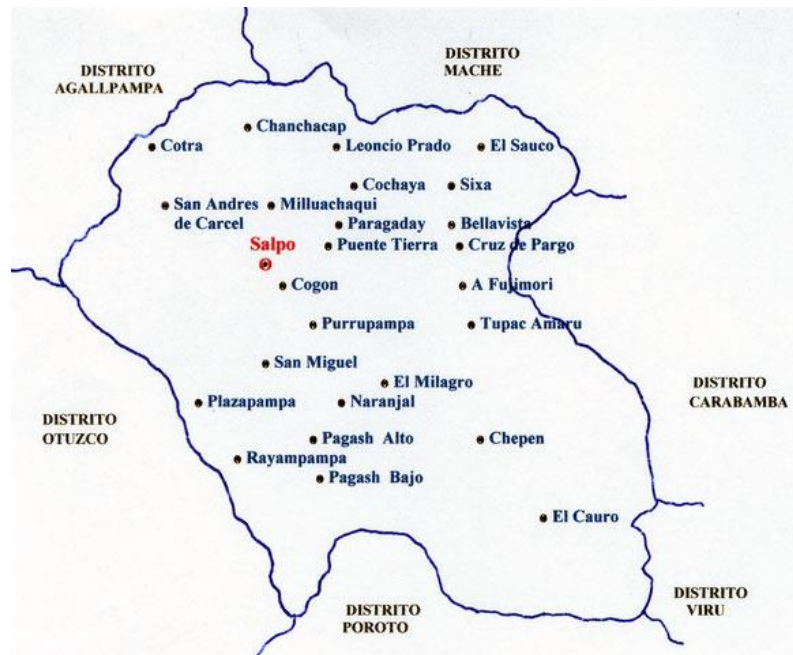 DISTRITO
AGALLPAMPA
DISTRITO
MACHE
Chanchacap
Cotra
Leoncio Prado
El Sauco
Cochaya
Sixa
San Andres
de Carcel
Milluachaqui
Paragaday
Bellavista
Salpo
Puente Tierra
Cruz de Pargo
Cogon
A Fujimori
Purrupampa
Tupac Amaru
San Miguel
El Milagro
DISTRITO
CARABAMBA
Plazapampa
Naranjal
DISTRITO
OTUZCO
Pagash Alto
Chepen
Rayampampa
Pagash Bajo
El Cauro
DISTRITO
VIRU
DISTRITO
POROTO